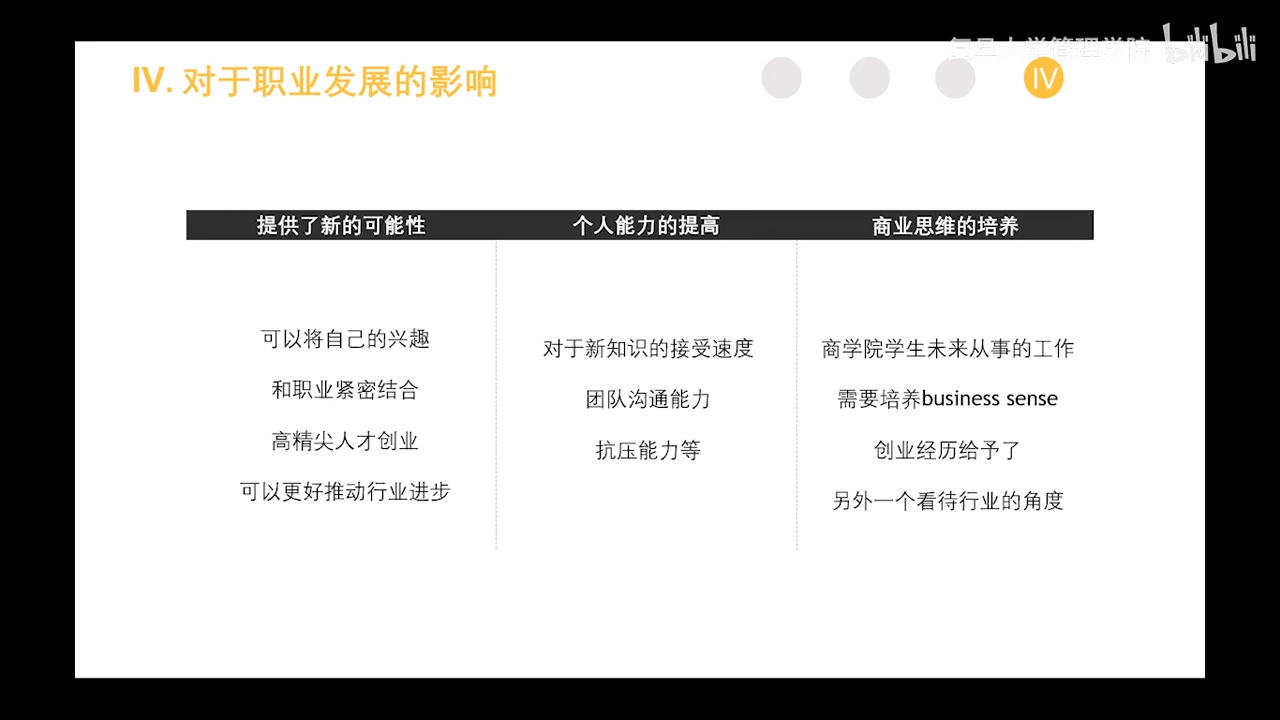 复旦大学管理学院 bilibili
IV. 对于职业发展的影响
IV
提供了新的可能性
可以将自己的兴趣
和职业紧密结合
高精尖人才创业
可以更好推动行业进步
个人能力的提高
对于新知识的接受速度
团队沟通能力
抗压能力等
商业思维的培养
商学院学生未来从事的工作
需要培养business sense
创业经历给予了
另外一个看待行业的角度